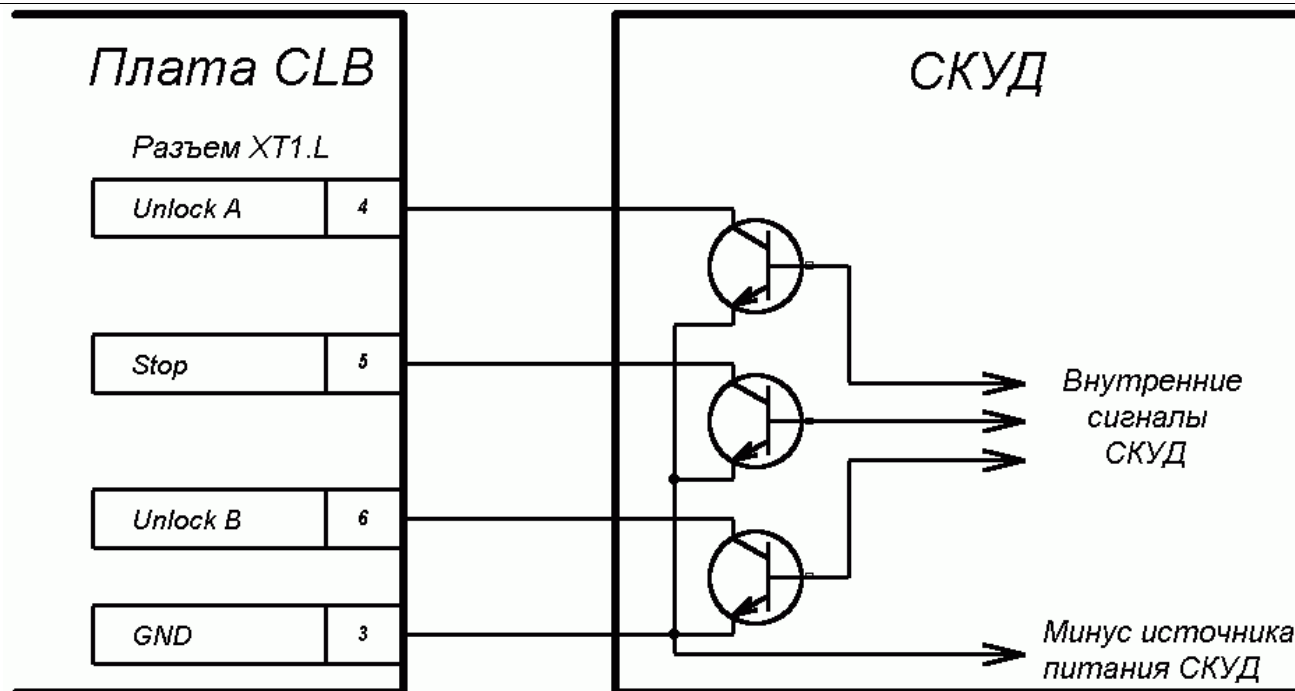 Плата CLB
СКУД
Разъем XT1.L
Unlock A 4
Stop 5
Unlock B 6
GND 3
Внутренние
сигналы
СКУД
Минус источника
питания СКУД